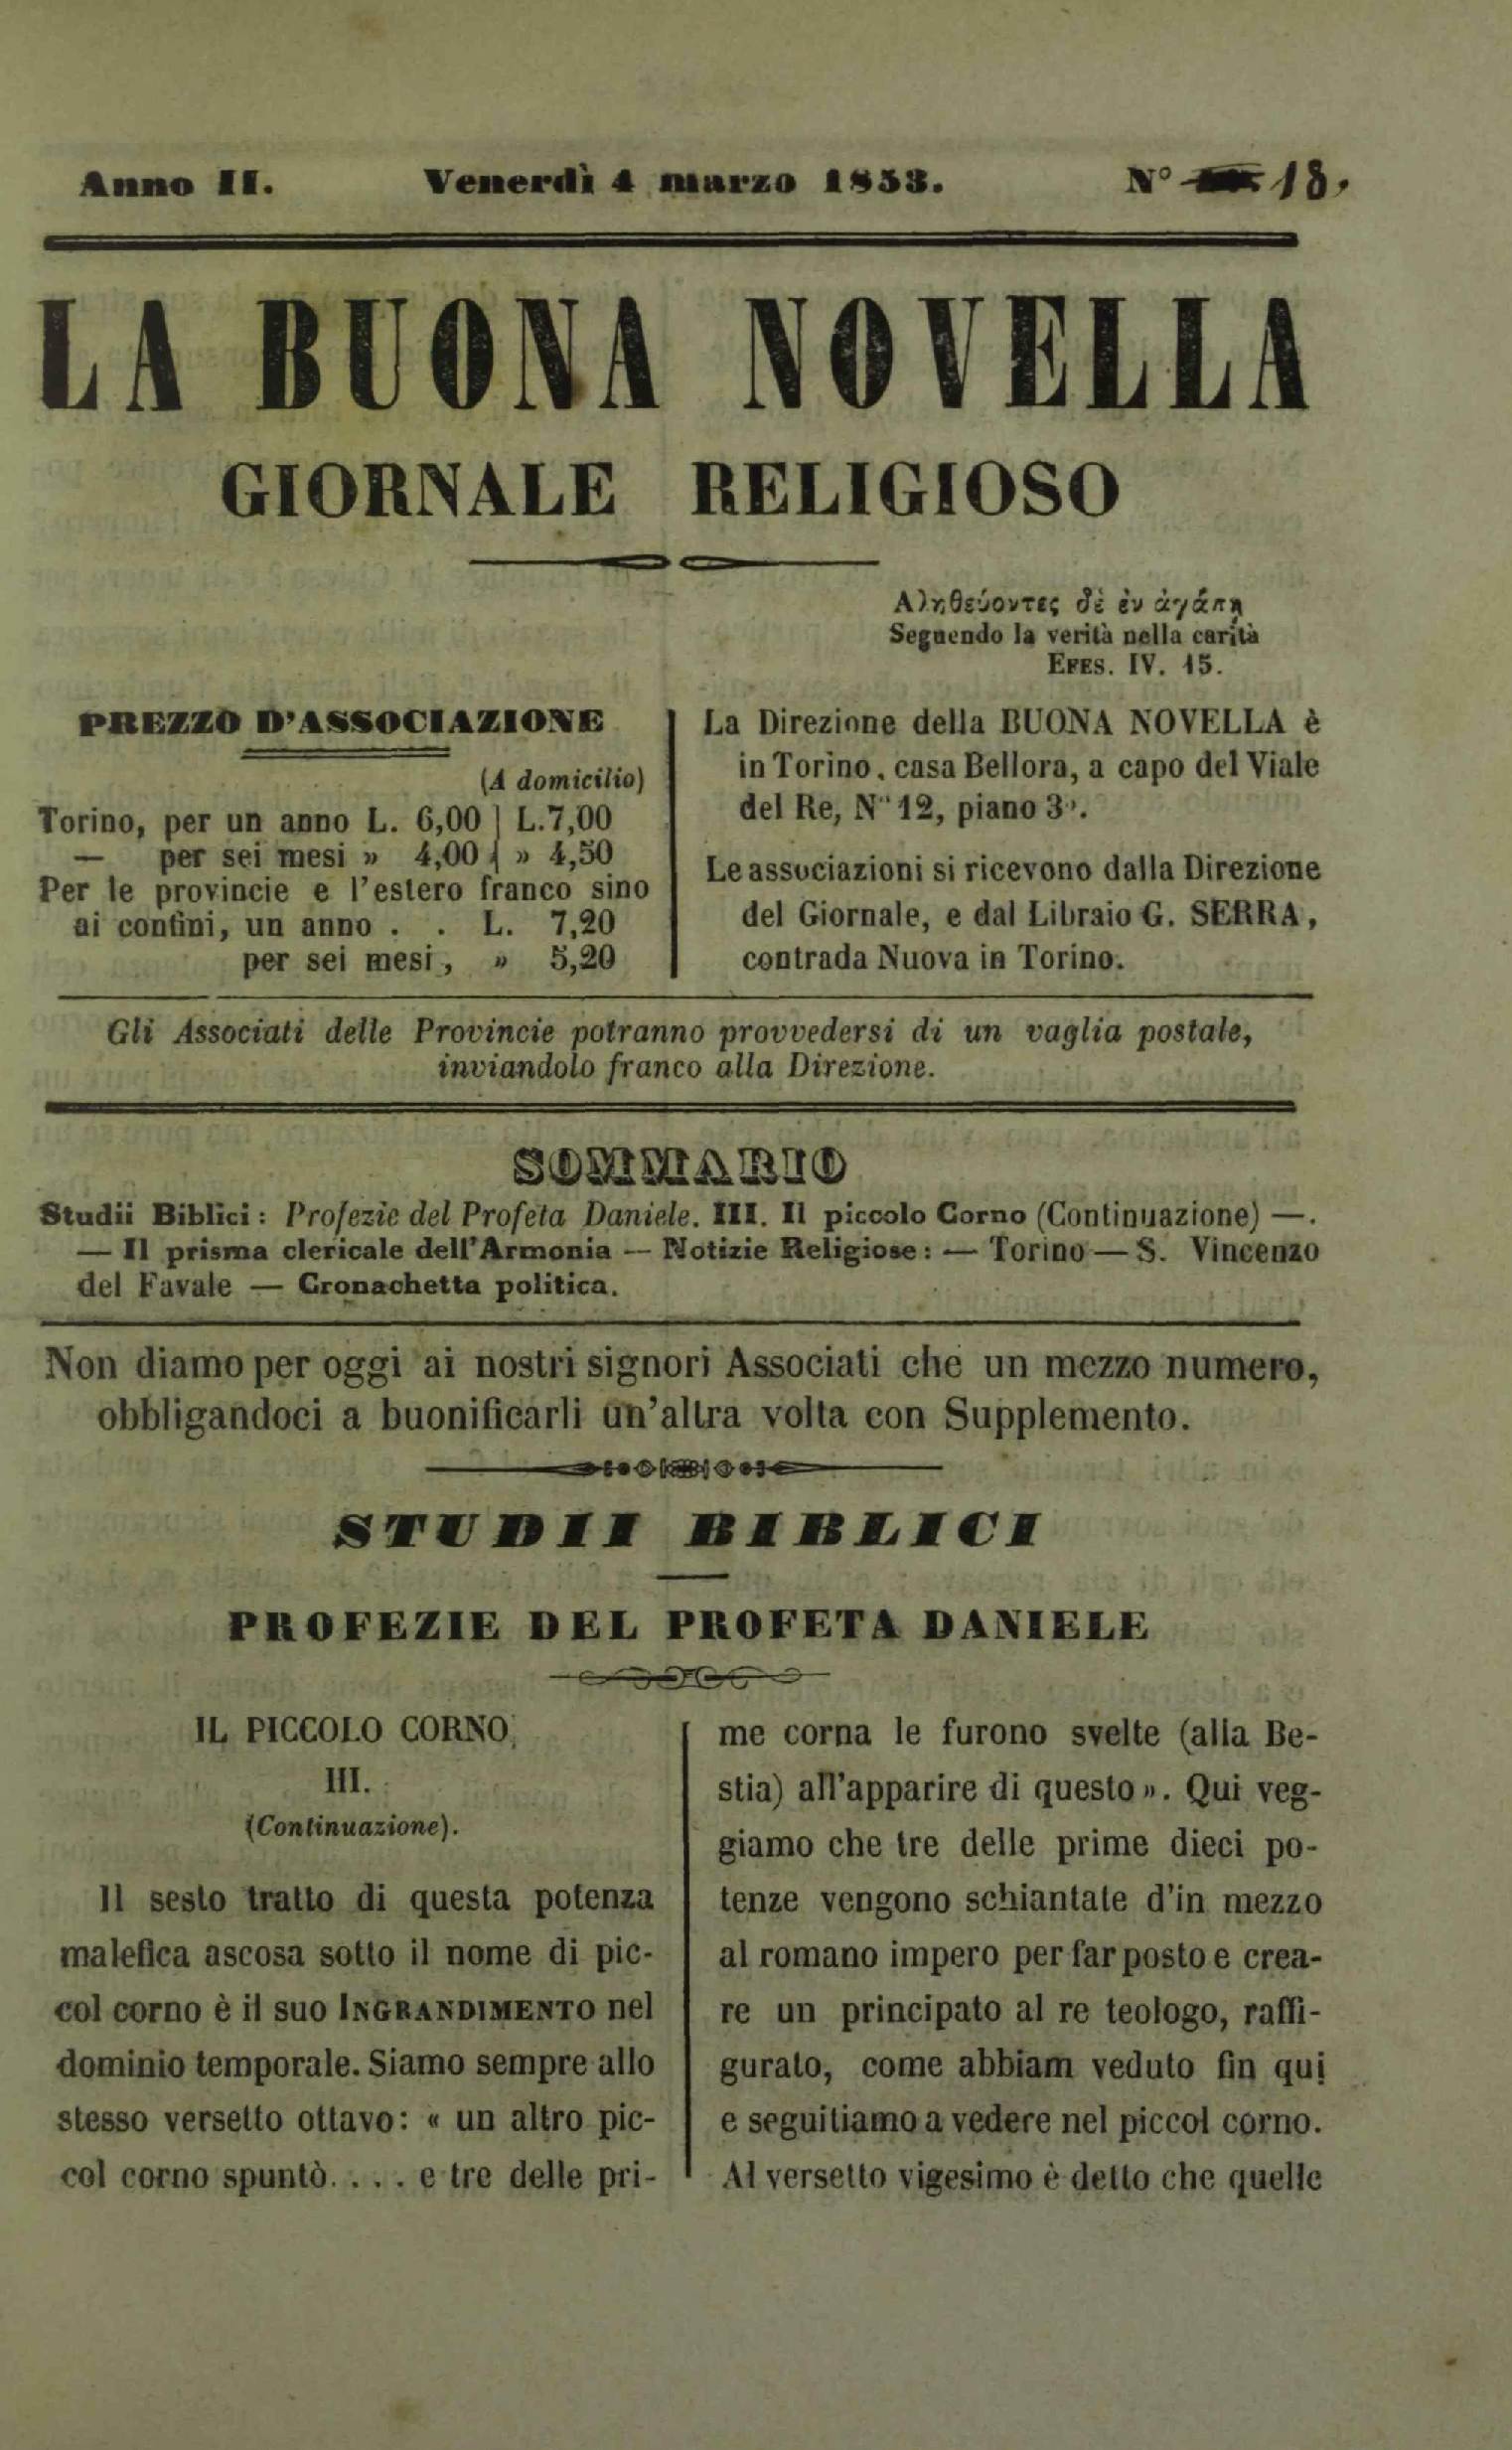 Anno II. Venerdì 4 marzo 1853. N° 18.
LA BUONA NOVELLA
GIORNALE RELIGIOSO
Αληθεύοντες δὲ ἐν ἀγάπῃ
Seguendo la verità nella carità
EFES. IV. 15.
PREZZO D'ASSOCIAZIONE
(A domicilio)
Torino, per un anno L. 6,00 | L.7,00
— per sei mesi » 4,00 | » 4,50
Per le provincie e l'estero franco sino
ai confini, un anno . . L. 7,20
per sei mesi, » 5,20
La Direzione della BUONA NOVELLA è
in Torino, casa Bellora, a capo del Viale
del Re, N° 12, piano 3°.
Le associazioni si ricevono dalla Direzione
del Giornale, e dal Libraio G. SERRA,
contrada Nuova in Torino.
Gli Associati delle Provincie potranno provvedersi di un vaglia postale,
inviandolo franco alla Direzione.
SOMMARIO
Studii Biblici: Profezie del Profeta Daniele. III. Il piccolo Corno (Continuazione) —.
— Il prisma clericale dell'Armonia — Notizie Religiose: — Torino — S. Vincenzo
del Favale — Cronachetta politica.
Non diamo per oggi ai nostri signori Associati che un mezzo numero,
obbligandoci a buonificarli un'altra volta con Supplemento.
STUDII BIBLICI
PROFEZIE DEL PROFETA DANIELE
IL PICCOLO CORNO
III.
(Continuazione).
Il sesto tratto di questa potenza
malefica ascosa sotto il nome di pic-
col corno è il suo INGRANDIMENTO nel
dominio temporale. Siamo sempre allo
stesso versetto ottavo: « un altro pic-
col corno spuntò. . . . e tre delle pri-
me corna le furono svelte (alla Be-
stia) all'apparire di questo ». Qui veg-
giamo che tre delle prime dieci po-
tenze vengono schiantate d'in mezzo
al romano impero per far posto e crea-
re un principato al re teologo, raffi-
gurato, come abbiam veduto fin qui
e seguitiamo a vedere nel piccol corno.
Al versetto vigesimo è detto che quelle